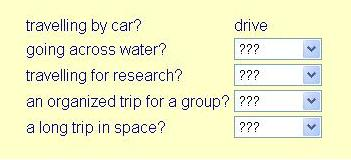 travelling by car? drive
going across water? ???
travelling for research? ???
an organized trip for a group? ???
a long trip in space? ???